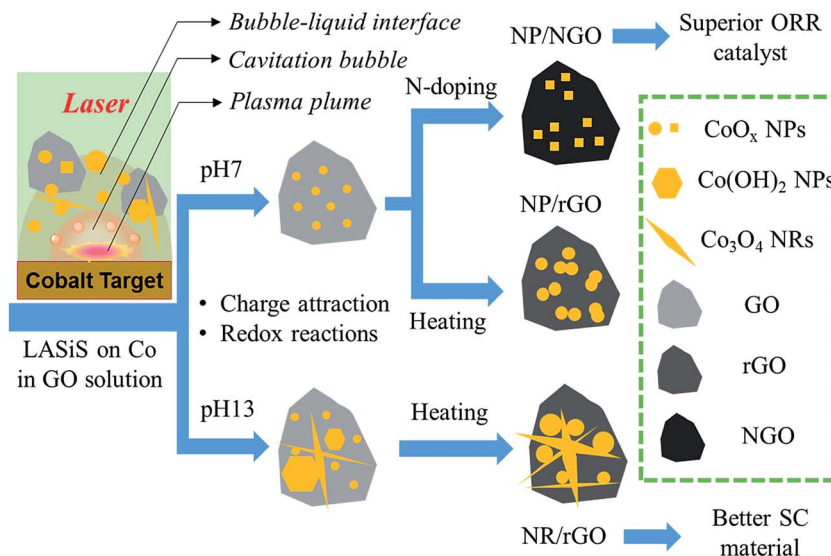 Bubble-liquid interface
Cavitation bubble
Plasma plume
Laser
Cobalt Target
LASiS on Co
in GO solution
pH7
• Charge attraction
• Redox reactions
pH13
N-doping
Heating
Heating
NP/NGO
Superior ORR
catalyst
NP/rGO
NR/rGO
Better SC
material
CoOₓ NPs
Co(OH)₂ NPs
Co₃O₄ NRs
GO
rGO
NGO